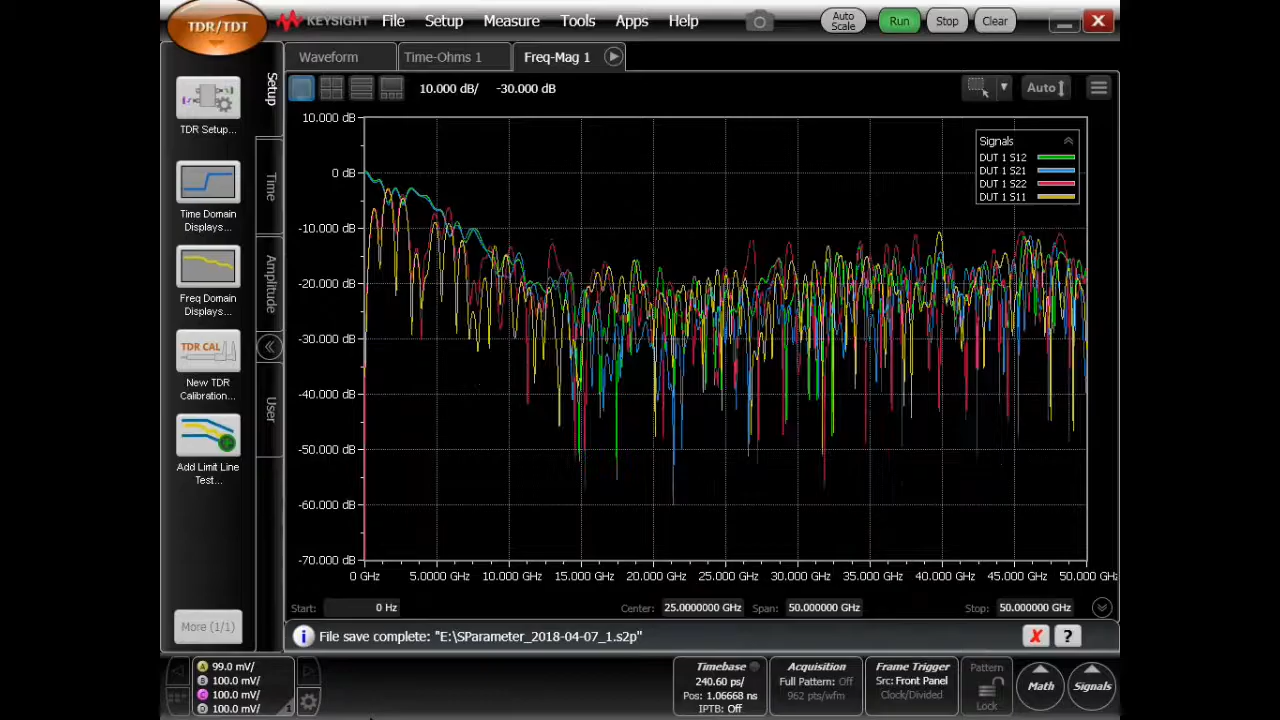 TDR/TDT
KEYSIGHT File Setup Measure Tools Apps Help
Auto Scale
Run Stop Clear
Waveform Time-Ohms 1 Freq-Mag 1
10.000 dB/ -30.000 dB
Auto
Setup
Time
Amplitude
User
TDR Setup...
Time Domain
Displays...
Freq Domain
Displays...
TDR CAL
New TDR
Calibration...
Add Limit Line
Test...
More (1/1)
10.000 dB
0 dB
-10.000 dB
-20.000 dB
-30.000 dB
-40.000 dB
-50.000 dB
-60.000 dB
-70.000 dB
Signals
DUT 1 S12
DUT 1 S21
DUT 1 S22
DUT 1 S11
0 GHz 5.0000 GHz 10.000 GHz 15.000 GHz 20.000 GHz 25.000 GHz 30.000 GHz 35.000 GHz 40.000 GHz 45.000 GHz 50.000 GHz
Start: 0 Hz Center: 25.0000000 GHz Span: 50.000000 GHz Stop: 50.000000 GHz
File save complete: "E:\SParameter_2018-04-07_1.s2p"
X ?
A 99.0 mV/
B 100.0 mV/
C 100.0 mV/
D 100.0 mV/
1
Timebase
240.60 ps/
Pos: 1.06668 ns
IPTB: Off
Acquisition
Full Pattern: Off
962 pts/wfm
Frame Trigger
Src: Front Panel
Clock/Divided
Pattern
Lock
Math
Signals